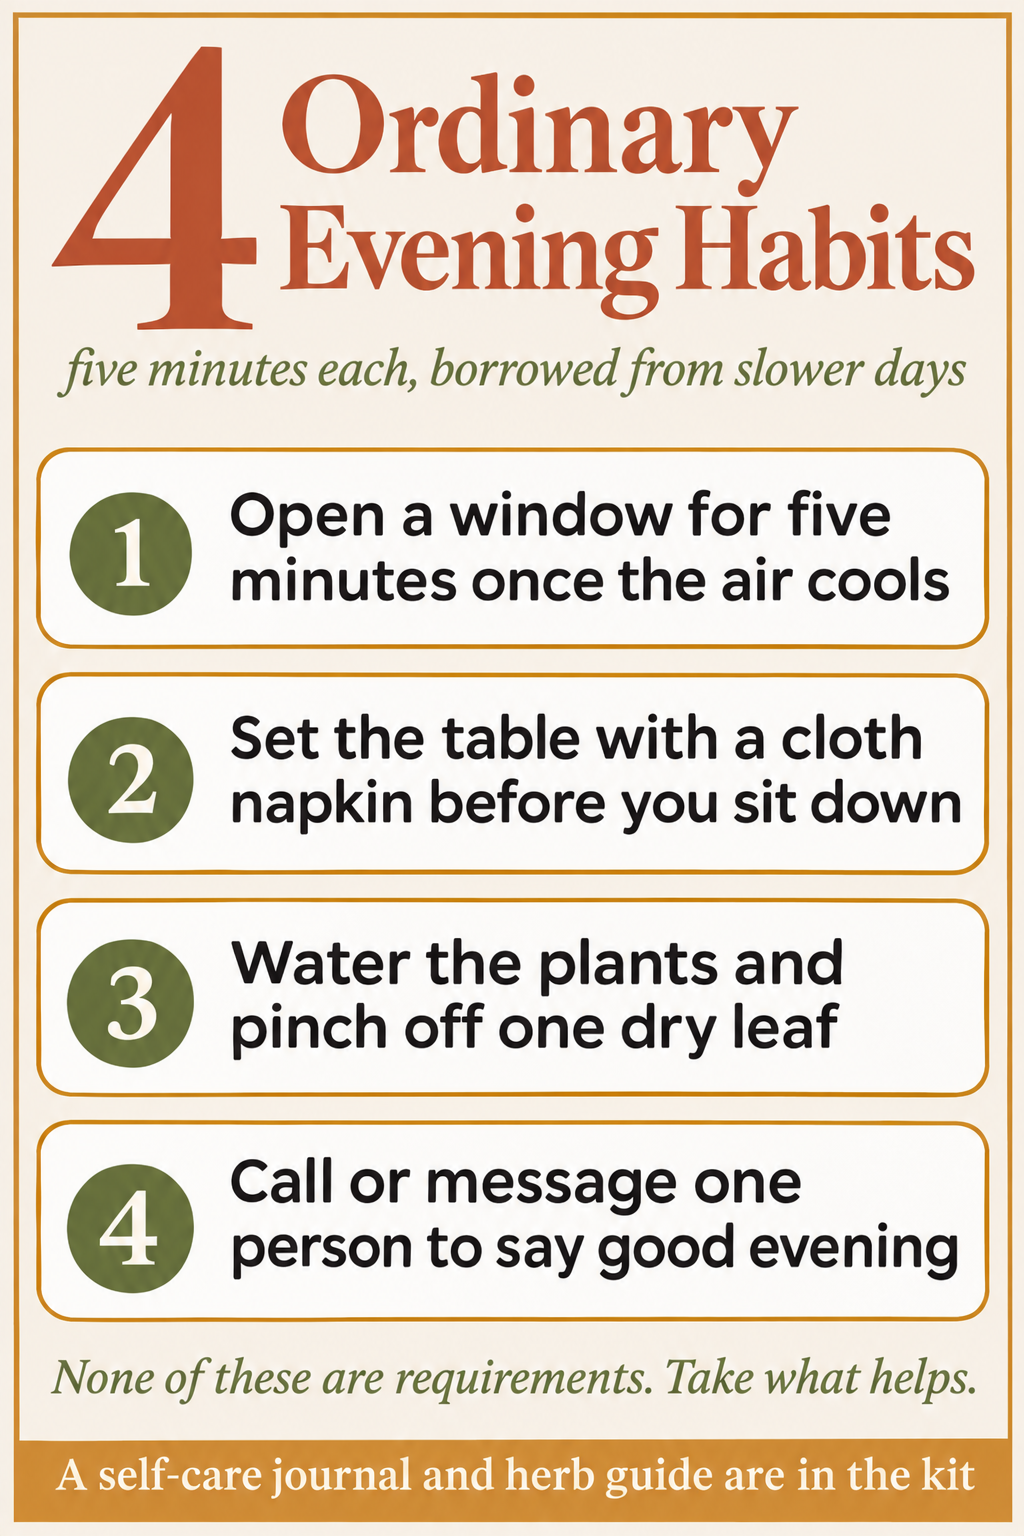 4 Ordinary
Evening Habits
five minutes each, borrowed from slower days
1 Open a window for five
minutes once the air cools
2 Set the table with a cloth
napkin before you sit down
3 Water the plants and
pinch off one dry leaf
4 Call or message one
person to say good evening
None of these are requirements. Take what helps.
A self-care journal and herb guide are in the kit